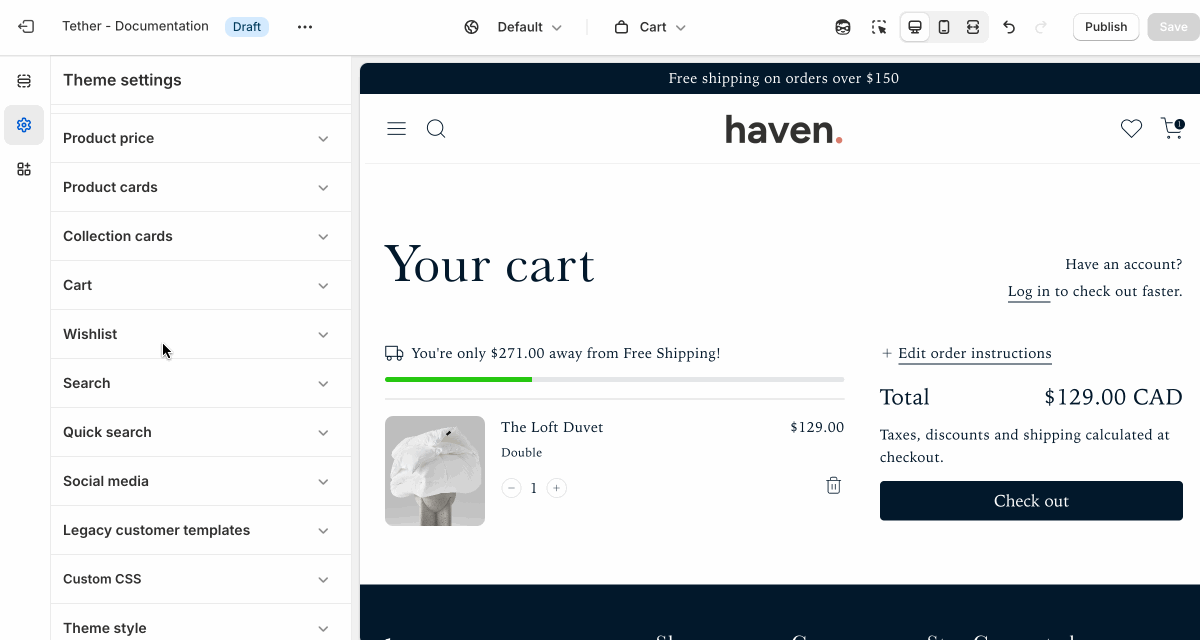 Tether - Documentation Draft
Default
Cart
Publish
Save
Theme settings
Product price
Product cards
Collection cards
Cart
Wishlist
Search
Quick search
Social media
Legacy customer templates
Custom CSS
Theme style
Free shipping on orders over $150
haven.
1
Your cart
Have an account?
Log in to check out faster.
You're only $271.00 away from Free Shipping!
The Loft Duvet $129.00
Double
− 1 +
+ Edit order instructions
Total $129.00 CAD
Taxes, discounts and shipping calculated at
checkout.
Check out